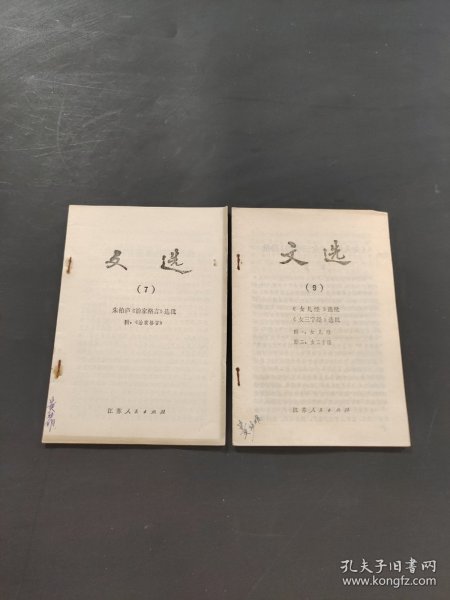 文选
(7)
朱柏庐《治家格言》选批
附:《治家格言》
江苏人民出版社
文选
(9)
《女儿经》选批
《女三字经》选批
附一、女儿经
附二、女三字经
江苏人民出版社
孔夫子旧书网
www.kongfz.com